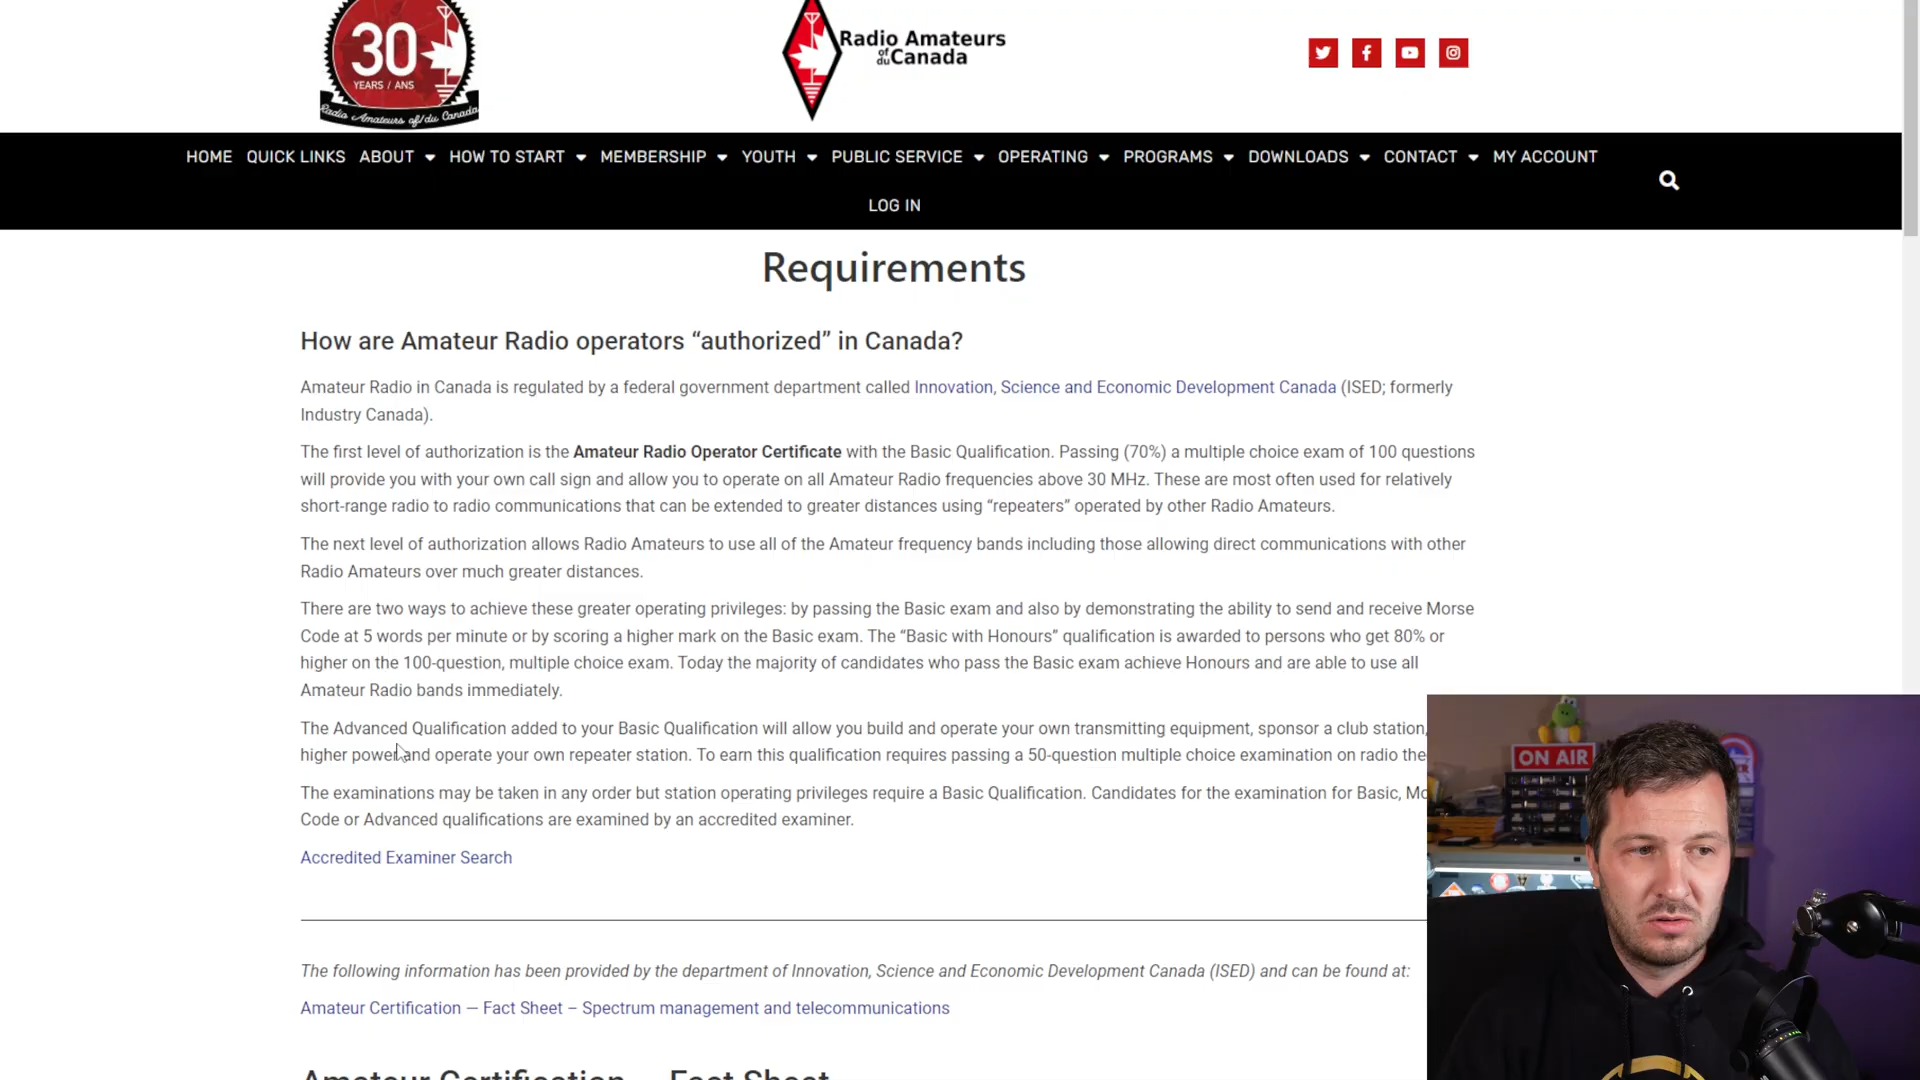 30
YEARS / ANS
Radio Amateurs of/du Canada
Radio Amateurs
of
du Canada
HOME QUICK LINKS ABOUT HOW TO START MEMBERSHIP YOUTH PUBLIC SERVICE OPERATING PROGRAMS DOWNLOADS CONTACT MY ACCOUNT
LOG IN
Requirements
How are Amateur Radio operators “authorized” in Canada?
Amateur Radio in Canada is regulated by a federal government department called Innovation, Science and Economic Development Canada (ISED; formerly
Industry Canada).
The first level of authorization is the Amateur Radio Operator Certificate with the Basic Qualification. Passing (70%) a multiple choice exam of 100 questions
will provide you with your own call sign and allow you to operate on all Amateur Radio frequencies above 30 MHz. These are most often used for relatively
short-range radio to radio communications that can be extended to greater distances using “repeaters” operated by other Radio Amateurs.
The next level of authorization allows Radio Amateurs to use all of the Amateur frequency bands including those allowing direct communications with other
Radio Amateurs over much greater distances.
There are two ways to achieve these greater operating privileges: by passing the Basic exam and also by demonstrating the ability to send and receive Morse
Code at 5 words per minute or by scoring a higher mark on the Basic exam. The “Basic with Honours” qualification is awarded to persons who get 80% or
higher on the 100-question, multiple choice exam. Today the majority of candidates who pass the Basic exam achieve Honours and are able to use all
Amateur Radio bands immediately.
The Advanced Qualification added to your Basic Qualification will allow you build and operate your own transmitting equipment, sponsor a club station,
higher power and operate your own repeater station. To earn this qualification requires passing a 50-question multiple choice examination on radio the
The examinations may be taken in any order but station operating privileges require a Basic Qualification. Candidates for the examination for Basic, Mo
Code or Advanced qualifications are examined by an accredited examiner.
Accredited Examiner Search
ON AIR
The following information has been provided by the department of Innovation, Science and Economic Development Canada (ISED) and can be found at:
Amateur Certification — Fact Sheet – Spectrum management and telecommunications
Amateur Certification — Fact Sheet